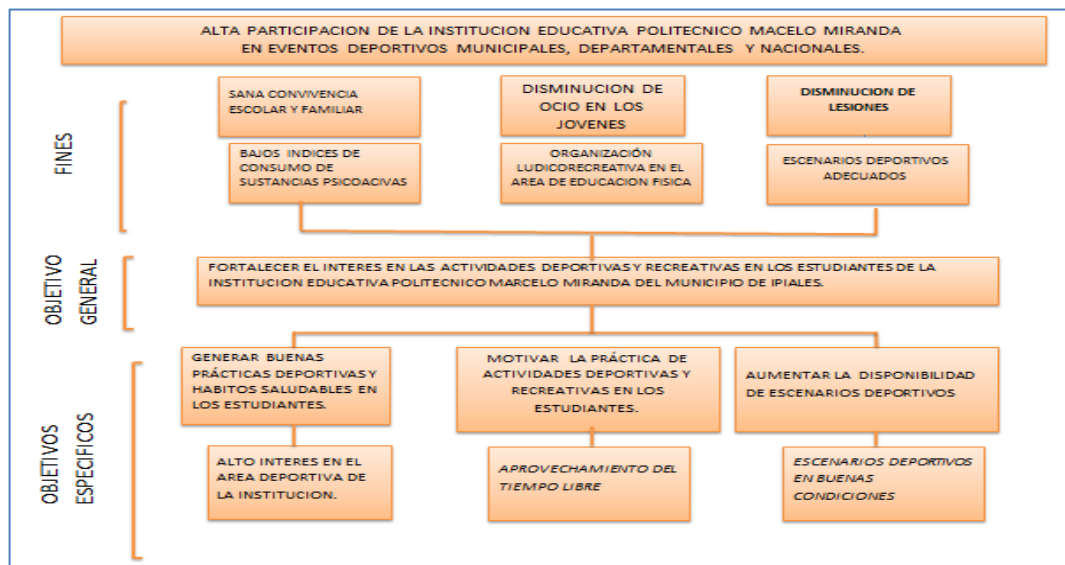 ALTA PARTICIPACION DE LA INSTITUCION EDUCATIVA POLITECNICO MACELO MIRANDA
EN EVENTOS DEPORTIVOS MUNICIPALES, DEPARTAMENTALES Y NACIONALES.
FINES
SANA CONVIVENCIA
ESCOLAR Y FAMILIAR
DISMINUCION DE
OCIO EN LOS
JOVENES
DISMINUCION DE
LESIONES
BAJOS INDICES DE
CONSUMO DE
SUSTANCIAS PSICOACIVAS
ORGANIZACIÓN
LUDICORECREATIVA EN EL
AREA DE EDUCACION FISICA
ESCENARIOS DEPORTIVOS
ADECUADOS
OBJETIVO
GENERAL
FORTALECER EL INTERES EN LAS ACTIVIDADES DEPORTIVAS Y RECREATIVAS EN LOS ESTUDIANTES DE LA
INSTITUCION EDUCATIVA POLITECNICO MARCELO MIRANDA DEL MUNICIPIO DE IPIALES.
OBJETIVOS
ESPECIFICOS
GENERAR BUENAS
PRÁCTICAS DEPORTIVAS Y
HABITOS SALUDABLES EN
LOS ESTUDIANTES.
MOTIVAR LA PRÁCTICA DE
ACTIVIDADES DEPORTIVAS Y
RECREATIVAS EN LOS
ESTUDIANTES.
AUMENTAR LA DISPONIBILIDAD
DE ESCENARIOS DEPORTIVOS
ALTO INTERES EN EL
AREA DEPORTIVA DE
LA INSTITUCION.
APROVECHAMIENTO DEL
TIEMPO LIBRE
ESCENARIOS DEPORTIVOS
EN BUENAS
CONDICIONES